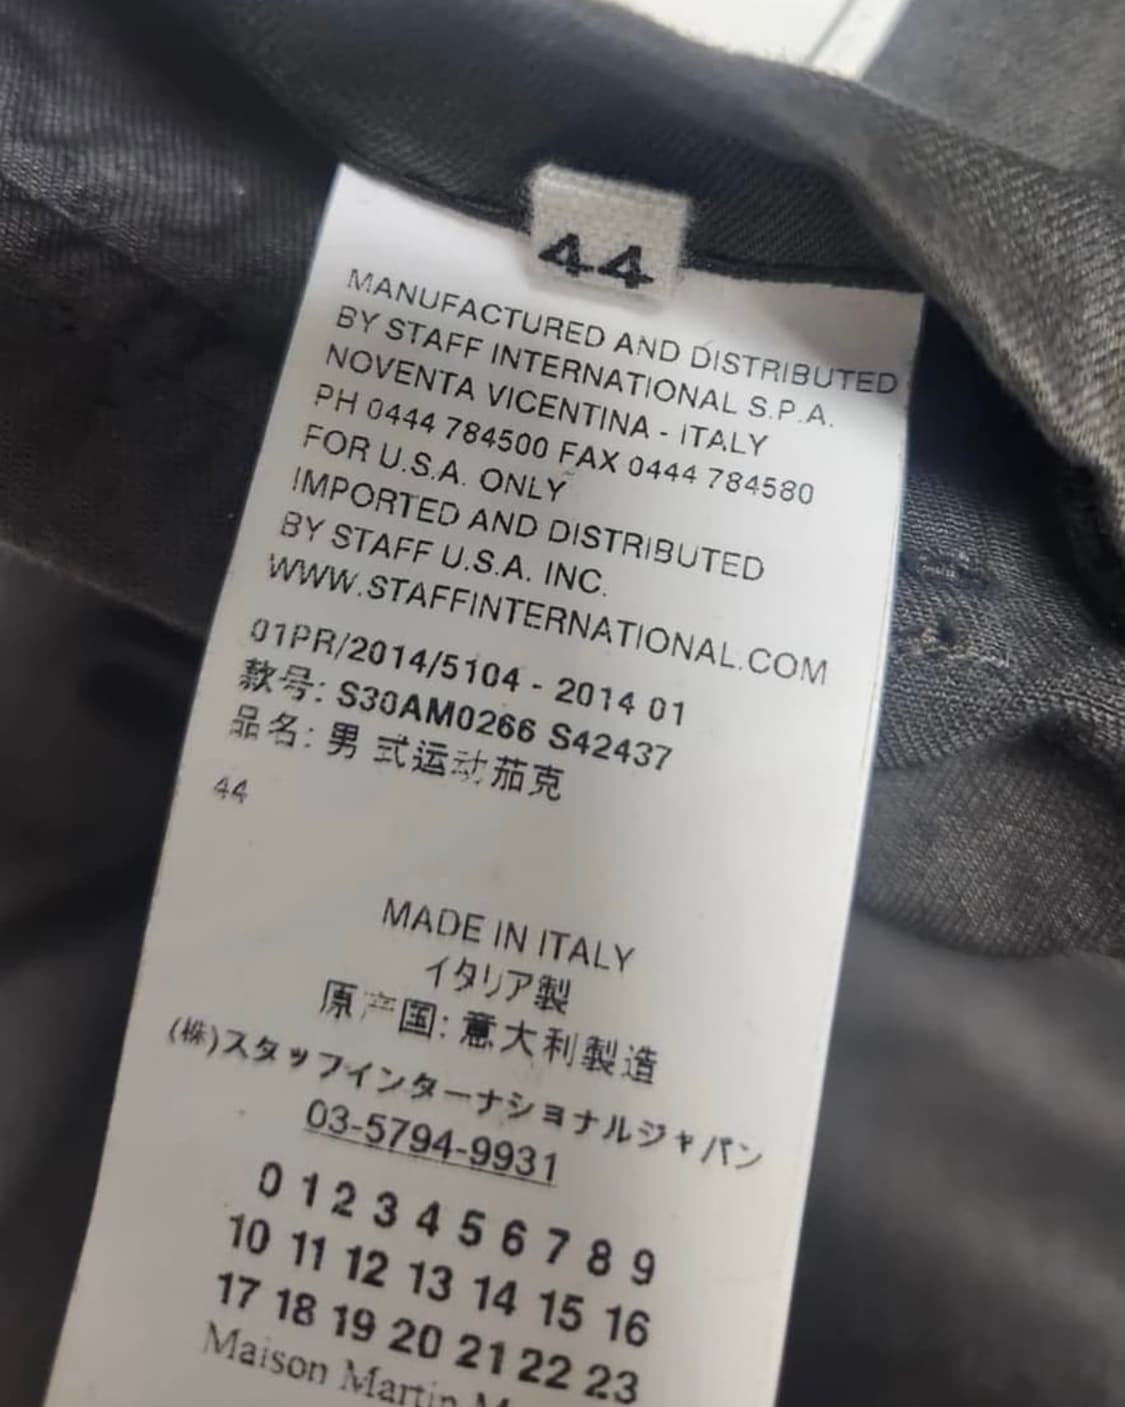 44
MANUFACTURED AND DISTRIBUTED
BY STAFF INTERNATIONAL S.P.A.
NOVENTA VICENTINA - ITALY
PH 0444 784500 FAX 0444 784580
FOR U.S.A. ONLY
IMPORTED AND DISTRIBUTED
BY STAFF U.S.A. INC.
WWW.STAFFINTERNATIONAL.COM
01PR/2014/5104 - 2014 01
款号: S30AM0266 S42437
品名: 男 式运动茄克
44
MADE IN ITALY
イタリア製
原产国: 意大利製造
(株)スタッフインターナショナルジャパン
03-5794-9931
0 1 2 3 4 5 6 7 8 9
10 11 12 13 14 15 16
17 18 19 20 21 22 23
Maison Martin